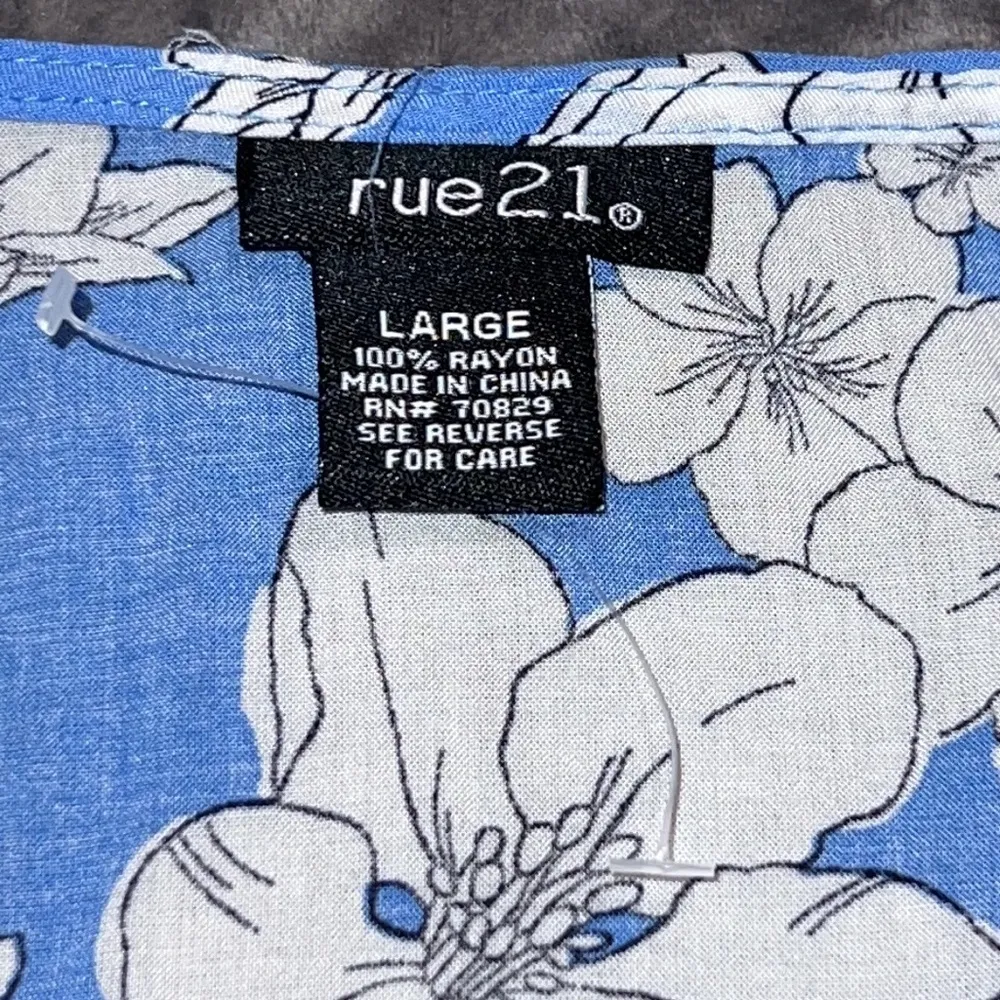 rue21®
LARGE
100% RAYON
MADE IN CHINA
RN# 70829
SEE REVERSE
FOR CARE